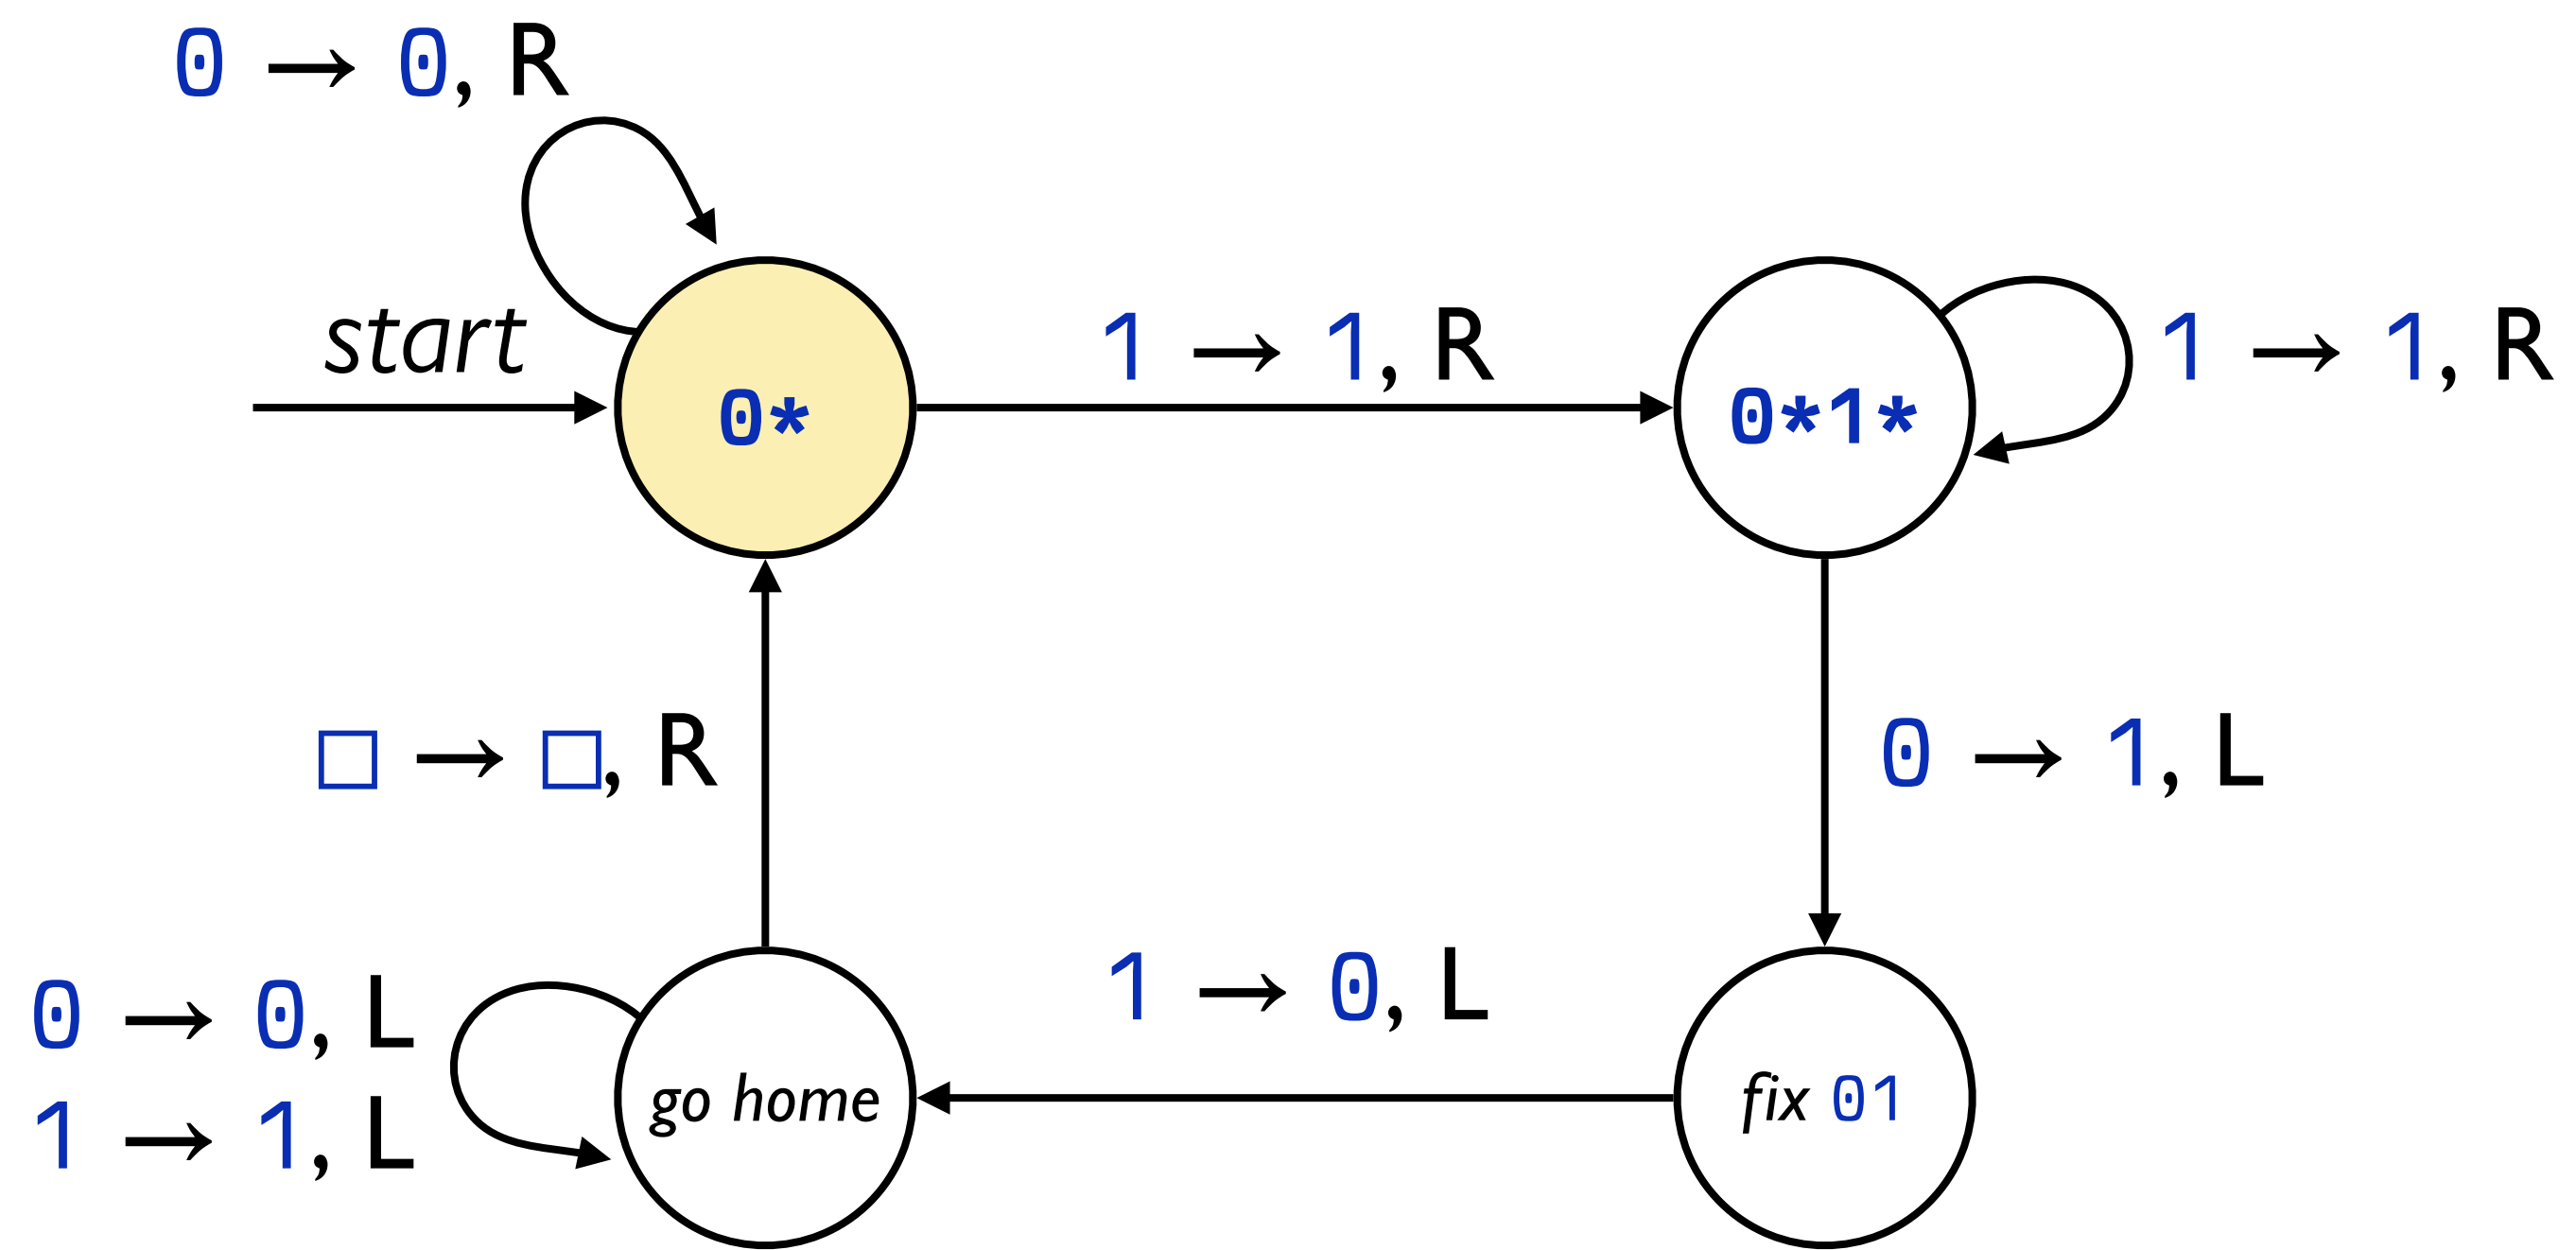 0 → 0, R
start
1 → 1, R
1 → 1, R
0*
0*1*
□ → □, R
0 → 1, L
1 → 0, L
0 → 0, L
1 → 1, L
go home
fix 01